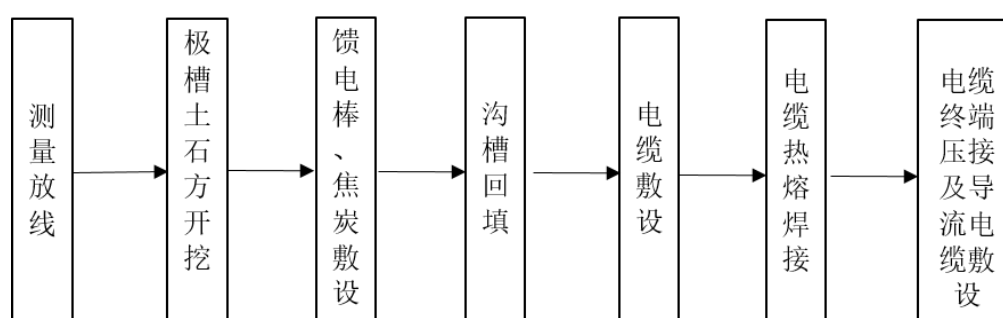 测量放线
极槽土石方开挖
馈电棒、焦炭敷设
沟槽回填
电缆敷设
电缆热熔焊接
电缆终端压接及导流电缆敷设